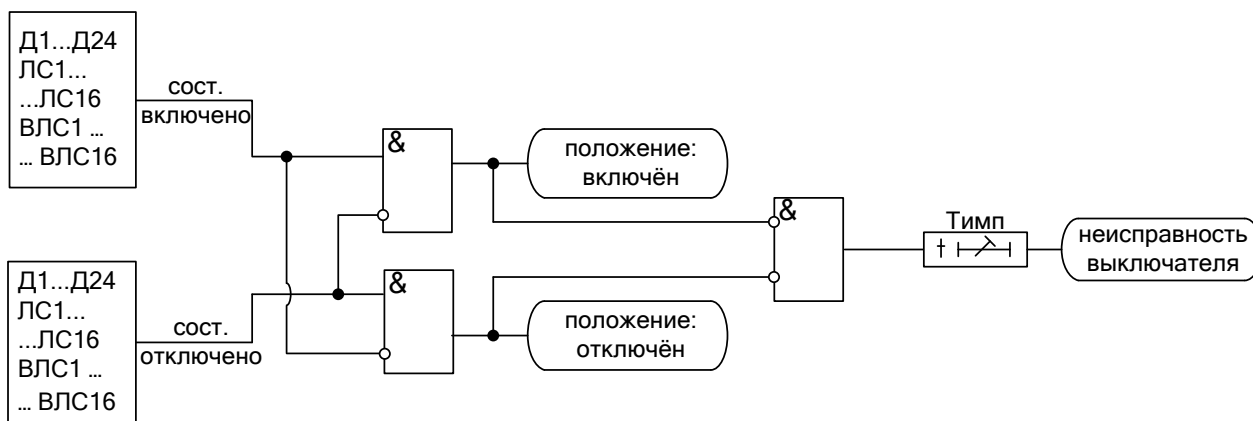 Д1...Д24
ЛС1...
...ЛС16
ВЛС1 ...
... ВЛС16
сост.
включено
&
положение:
включён
&
Тимп
неисправность
выключателя
Д1...Д24
ЛС1...
...ЛС16
ВЛС1 ...
... ВЛС16
сост.
отключено
&
положение:
отключён